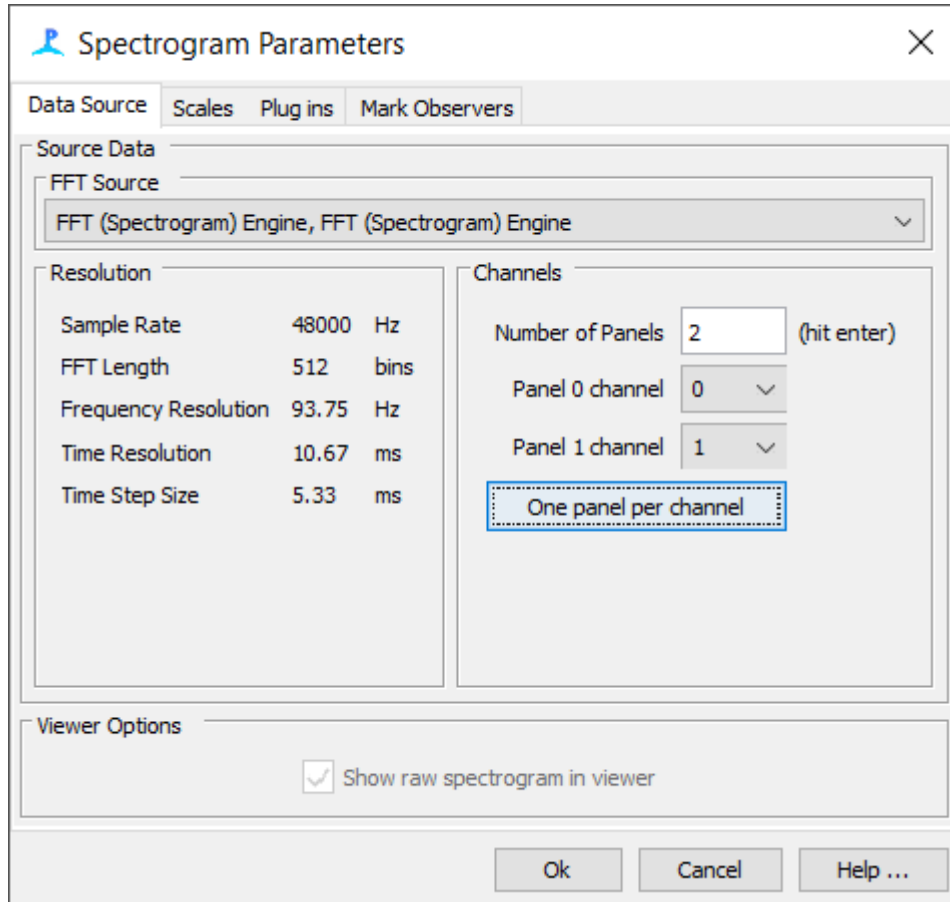 Spectrogram Parameters
Data Source Scales Plug ins Mark Observers
Source Data
FFT Source
FFT (Spectrogram) Engine, FFT (Spectrogram) Engine
Resolution
Sample Rate 48000 Hz
FFT Length 512 bins
Frequency Resolution 93.75 Hz
Time Resolution 10.67 ms
Time Step Size 5.33 ms
Channels
Number of Panels 2 (hit enter)
Panel 0 channel 0
Panel 1 channel 1
One panel per channel
Viewer Options
Show raw spectrogram in viewer
Ok Cancel Help ...